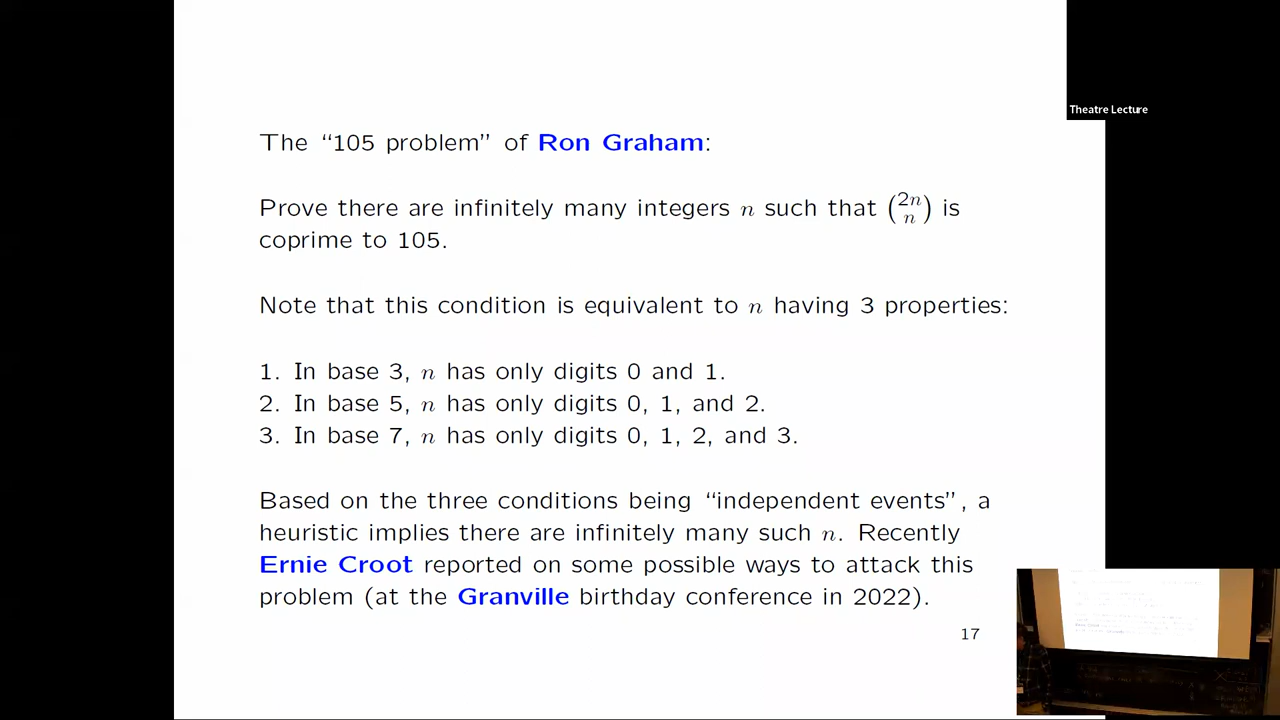 Theatre Lecture
The “105 problem” of Ron Graham:
Prove there are infinitely many integers n such that (2n
n) is
coprime to 105.
Note that this condition is equivalent to n having 3 properties:
1. In base 3, n has only digits 0 and 1.
2. In base 5, n has only digits 0, 1, and 2.
3. In base 7, n has only digits 0, 1, 2, and 3.
Based on the three conditions being “independent events”, a
heuristic implies there are infinitely many such n. Recently
Ernie Croot reported on some possible ways to attack this
problem (at the Granville birthday conference in 2022).
17